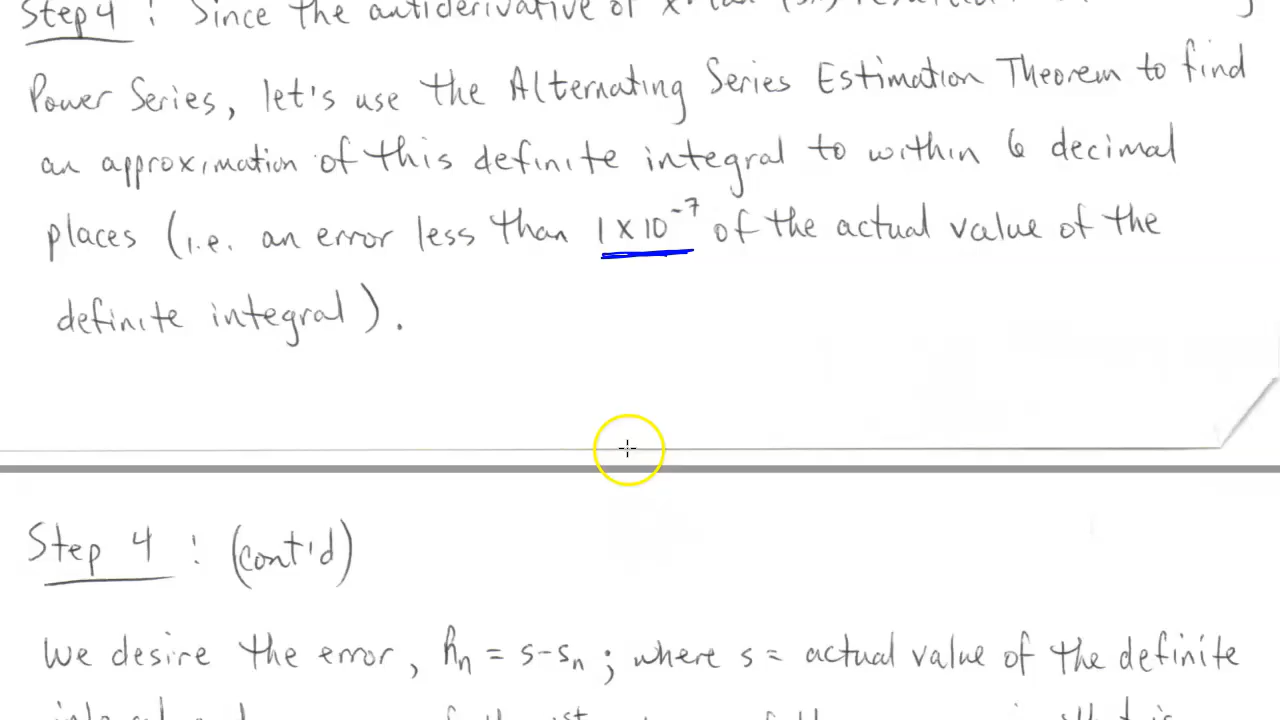 Step 4 : Since the antiderivative of
Power Series, let's use the Alternating Series Estimation Theorem to find
an approximation of this definite integral to within 6 decimal
places (i.e. an error less than 1 x 10⁻⁷ of the actual value of the
definite integral).
Step 4 : (cont'd)
We desire the error, Rn = s-sn ; where s = actual value of the definite